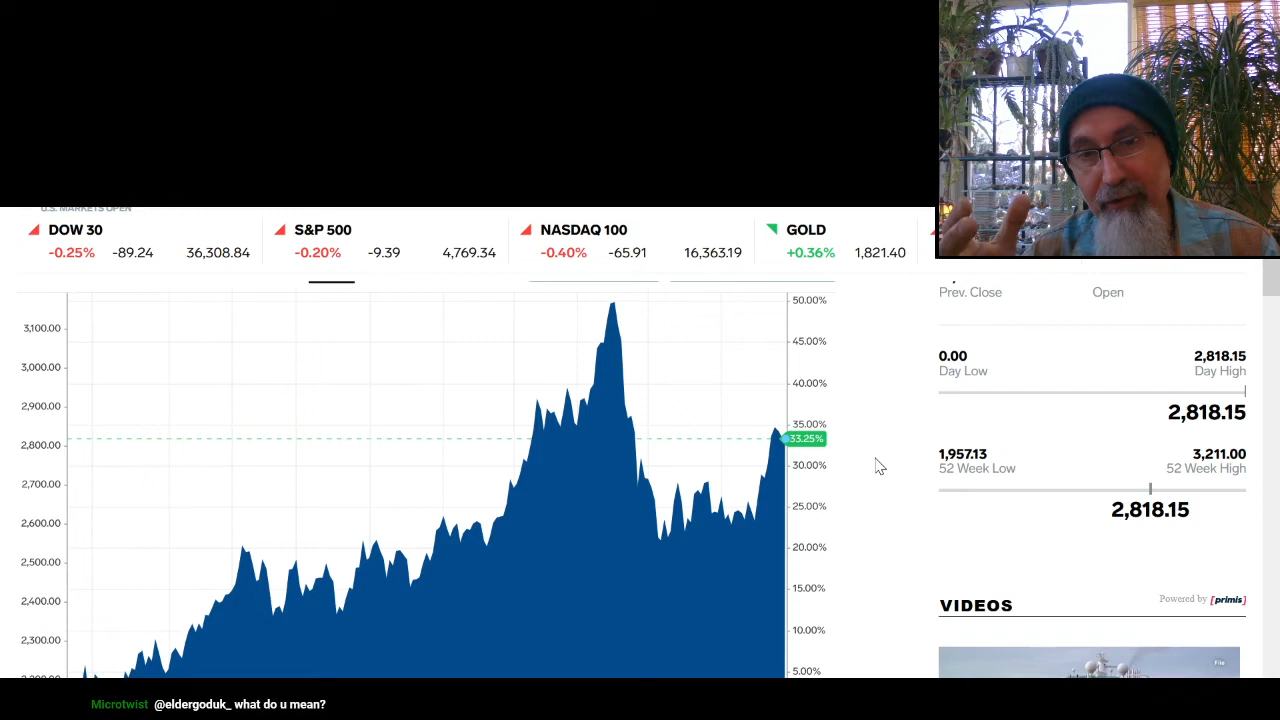 U.S. MARKETS OPEN
DOW 30
-0.25% -89.24 36,308.84
S&P 500
-0.20% -9.39 4,769.34
NASDAQ 100
-0.40% -65.91 16,363.19
GOLD
+0.36% 1,821.40
3,100.00
3,000.00
2,900.00
2,800.00
2,700.00
2,600.00
2,500.00
2,400.00
2,300.00
50.00%
45.00%
40.00%
35.00%
33.25%
30.00%
25.00%
20.00%
15.00%
10.00%
5.00%
Prev. Close Open
0.00 2,818.15
Day Low Day High
2,818.15
1,957.13 3,211.00
52 Week Low 52 Week High
2,818.15
VIDEOS
Powered by [primis]
File
Microtwist @eldergoduk_ what do u mean?